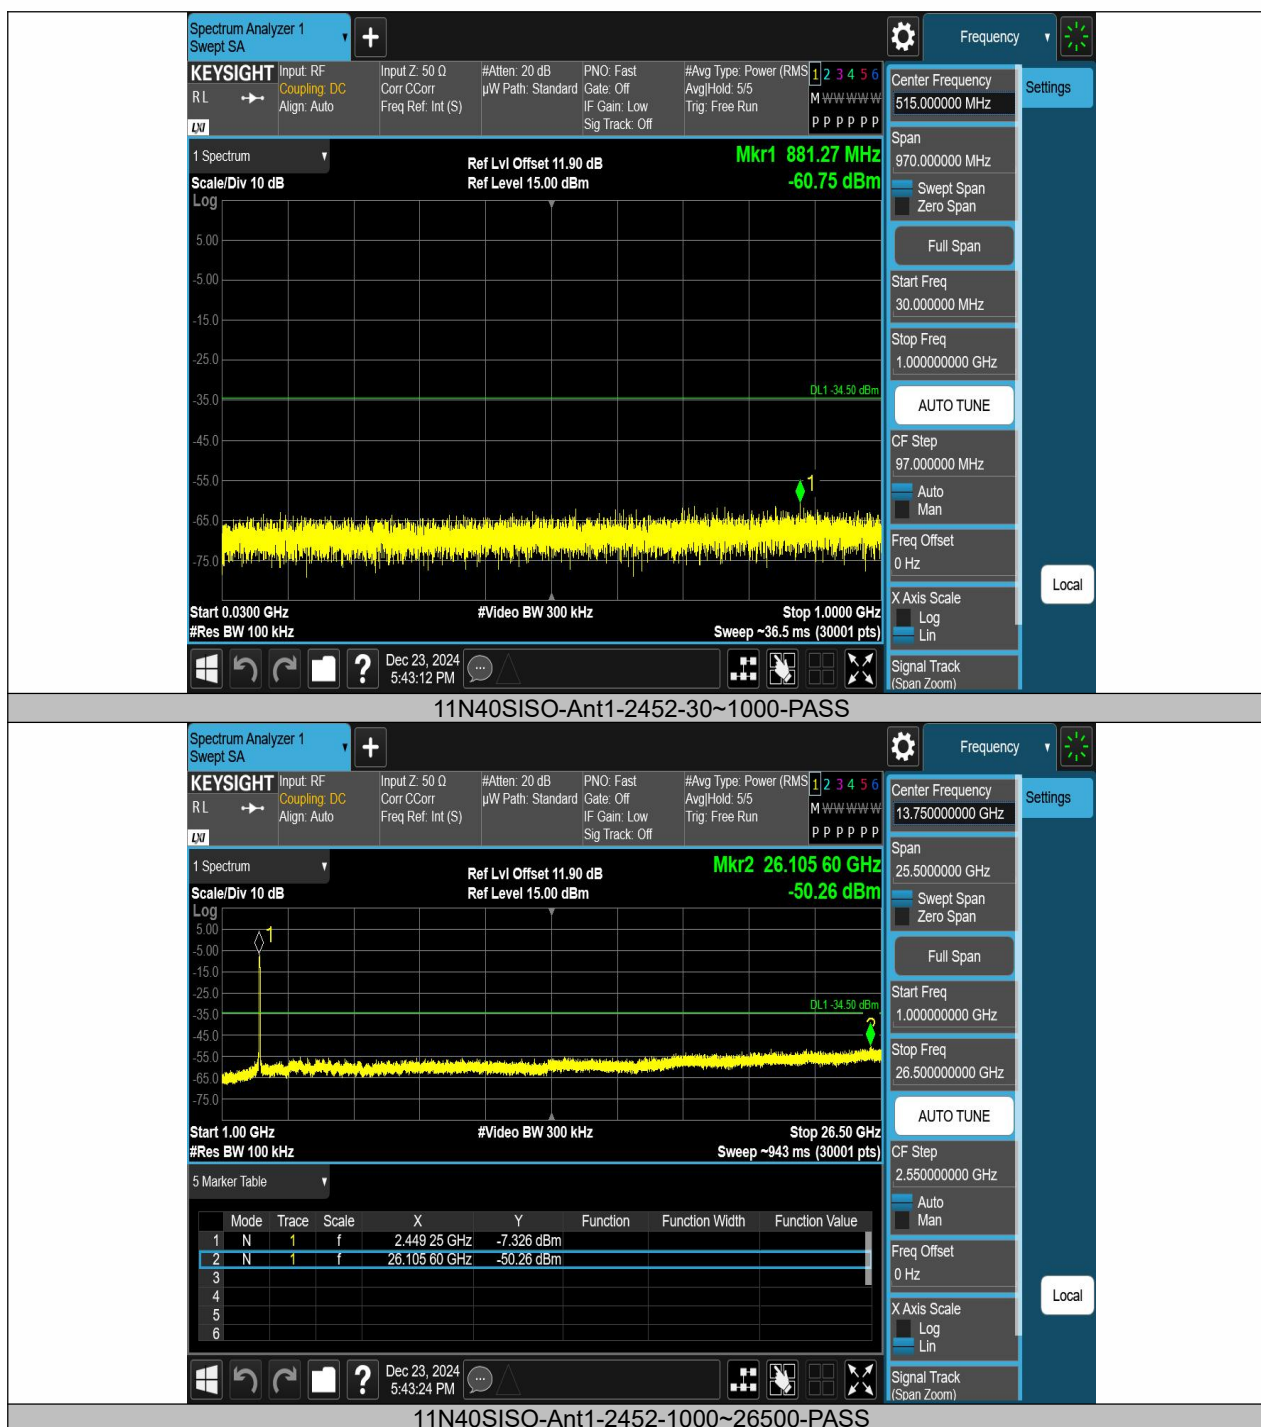 Spectrum Analyzer 1
Swept SA
+
Frequency
KEYSIGHT
RL
LXI
Input: RF
Coupling: DC
Align: Auto
Input Z: 50 Ω
Corr CCorr
Freq Ref: Int (S)
#Atten: 20 dB
µW Path: Standard
PNO: Fast
Gate: Off
IF Gain: Low
Sig Track: Off
#Avg Type: Power (RMS
Avg|Hold: 5/5
Trig: Free Run
1 2 3 4 5 6
M W W W W W
P P P P P P
Center Frequency
515.000000 MHz
Settings
Span
970.000000 MHz
Swept Span
Zero Span
Full Span
Start Freq
30.000000 MHz
Stop Freq
1.000000000 GHz
AUTO TUNE
CF Step
97.000000 MHz
Auto
Man
Freq Offset
0 Hz
X Axis Scale
Log
Lin
Signal Track
(Span Zoom)
Local
1 Spectrum
Scale/Div 10 dB
Log
Ref Lvl Offset 11.90 dB
Ref Level 15.00 dBm
Mkr1 881.27 MHz
-60.75 dBm
5.00
-5.00
-15.0
-25.0
DL1 -34.50 dBm
-35.0
-45.0
-55.0
1
-65.0
-75.0
Start 0.0300 GHz
#Video BW 300 kHz
Stop 1.0000 GHz
#Res BW 100 kHz
Sweep ~36.5 ms (30001 pts)
?
Dec 23, 2024
5:43:12 PM
11N40SISO-Ant1-2452-30~1000-PASS
Spectrum Analyzer 1
Swept SA
+
Frequency
KEYSIGHT
RL
LXI
Input: RF
Coupling: DC
Align: Auto
Input Z: 50 Ω
Corr CCorr
Freq Ref: Int (S)
#Atten: 20 dB
µW Path: Standard
PNO: Fast
Gate: Off
IF Gain: Low
Sig Track: Off
#Avg Type: Power (RMS
Avg|Hold: 5/5
Trig: Free Run
1 2 3 4 5 6
M W W W W W
P P P P P P
Center Frequency
13.750000000 GHz
Settings
Span
25.5000000 GHz
Swept Span
Zero Span
Full Span
Start Freq
1.000000000 GHz
Stop Freq
26.500000000 GHz
AUTO TUNE
CF Step
2.550000000 GHz
Auto
Man
Freq Offset
0 Hz
X Axis Scale
Log
Lin
Signal Track
(Span Zoom)
Local
1 Spectrum
Scale/Div 10 dB
Log
Ref Lvl Offset 11.90 dB
Ref Level 15.00 dBm
Mkr2 26.105 60 GHz
-50.26 dBm
5.00
1
-5.00
-15.0
-25.0
DL1 -34.50 dBm
-35.0
2
-45.0
-55.0
-65.0
-75.0
Start 1.00 GHz
#Video BW 300 kHz
Stop 26.50 GHz
#Res BW 100 kHz
Sweep ~943 ms (30001 pts)
5 Marker Table
Mode Trace Scale X Y Function Function Width Function Value
1 N 1 f 2.449 25 GHz -7.326 dBm
2 N 1 f 26.105 60 GHz -50.26 dBm
3
4
5
6
?
Dec 23, 2024
5:43:24 PM
11N40SISO-Ant1-2452-1000~26500-PASS